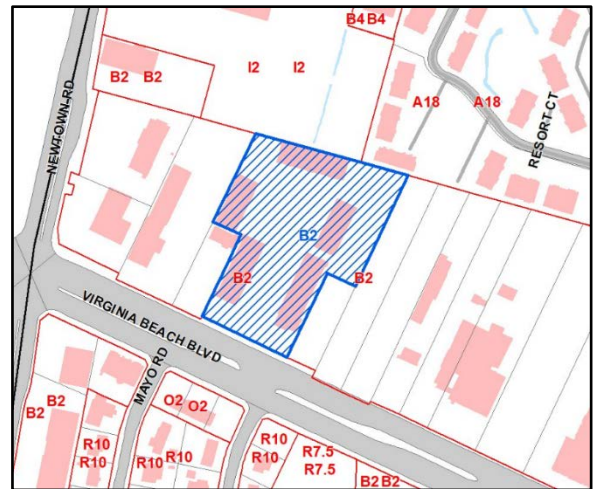 B4 B4
B2 B2
I2 I2
A18 A18
NEWTOWN RD
RESORT CT
B2
B2
B2
VIRGINIA BEACH BLVD
MAYO RD
O2 O2
B2 B2
R10
R10
R10 R10
R10
R10
R7.5
R7.5
B2 B2